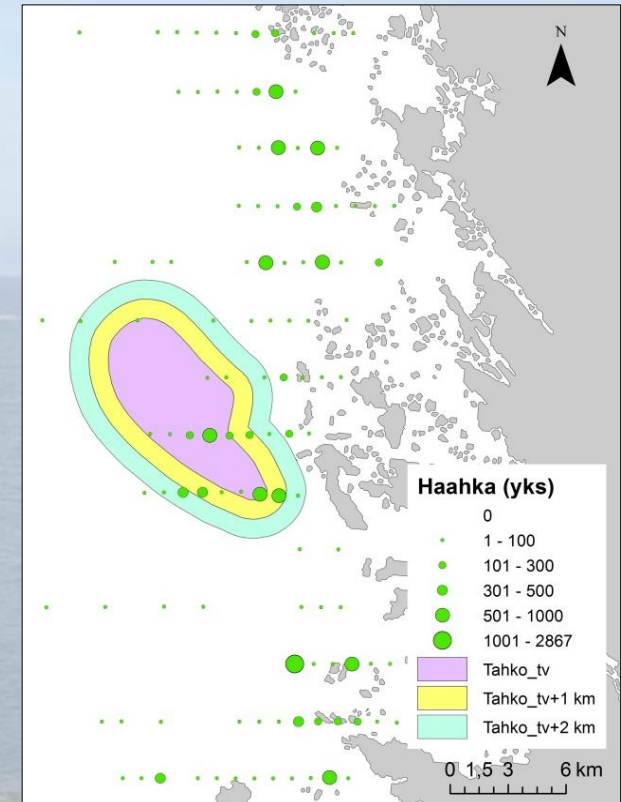 N
Haahka (yks)
0
1 - 100
101 - 300
301 - 500
501 - 1000
1001 - 2867
Tahko_tv
Tahko_tv+1 km
Tahko_tv+2 km
0 1,5 3 6 km